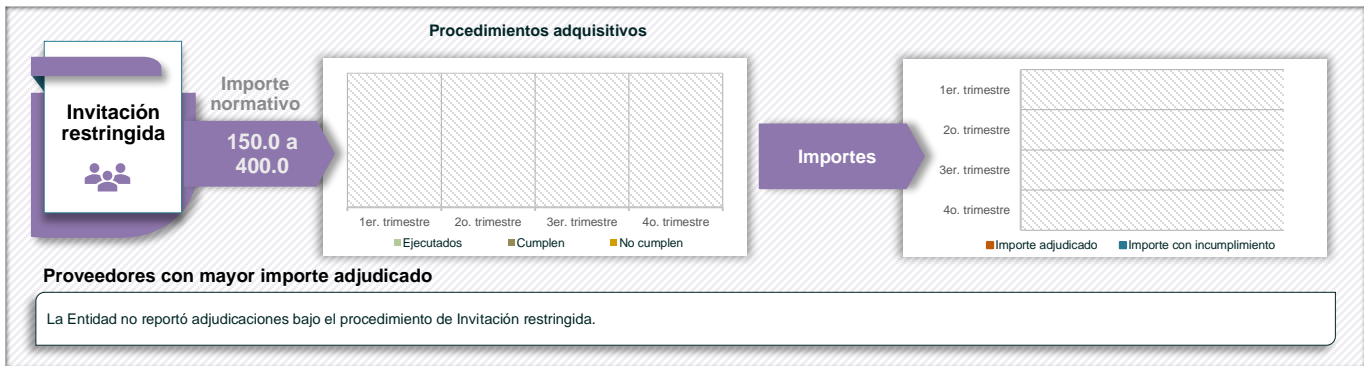 Procedimientos adquisitivos
Invitación
restringida
Importe
normativo
150.0 a
400.0
1er. trimestre 2o. trimestre 3er. trimestre 4o. trimestre
Ejecutados Cumplen No cumplen
Importes
1er. trimestre
2o. trimestre
3er. trimestre
4o. trimestre
Importe adjudicado Importe con incumplimiento
Proveedores con mayor importe adjudicado
La Entidad no reportó adjudicaciones bajo el procedimiento de Invitación restringida.